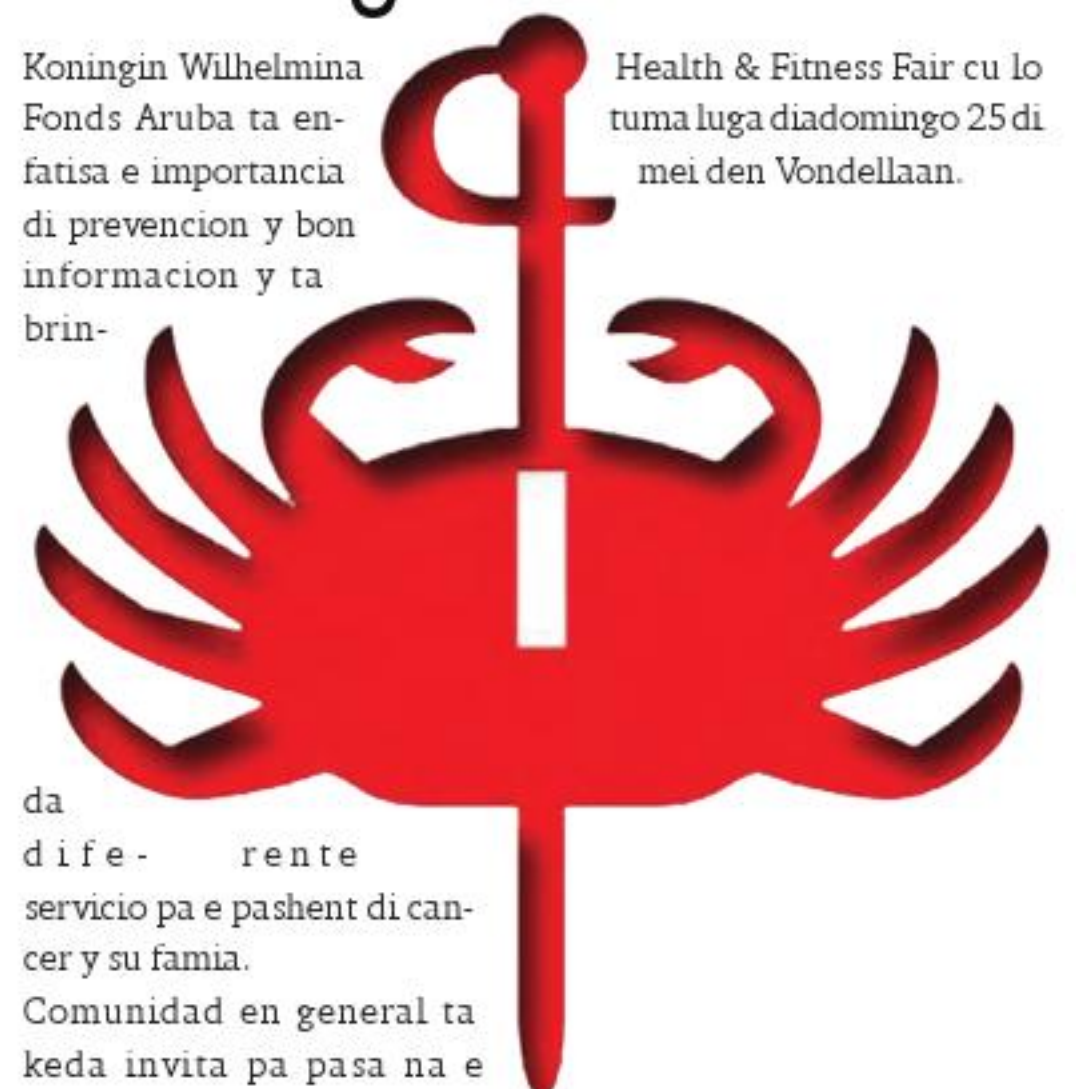 Koningin Wilhelmina
Fonds Aruba ta en-
fatisa e importancia
di prevencion y bon
informacion y ta
brin-
da
dife- rente
servicio pa e pashent di can-
cer y su famia.
Comunidad en general ta
keda invita pa pasa na e
Health & Fitness Fair cu lo
tuma luga diadomingo 25 di
mei den Vondellaan.